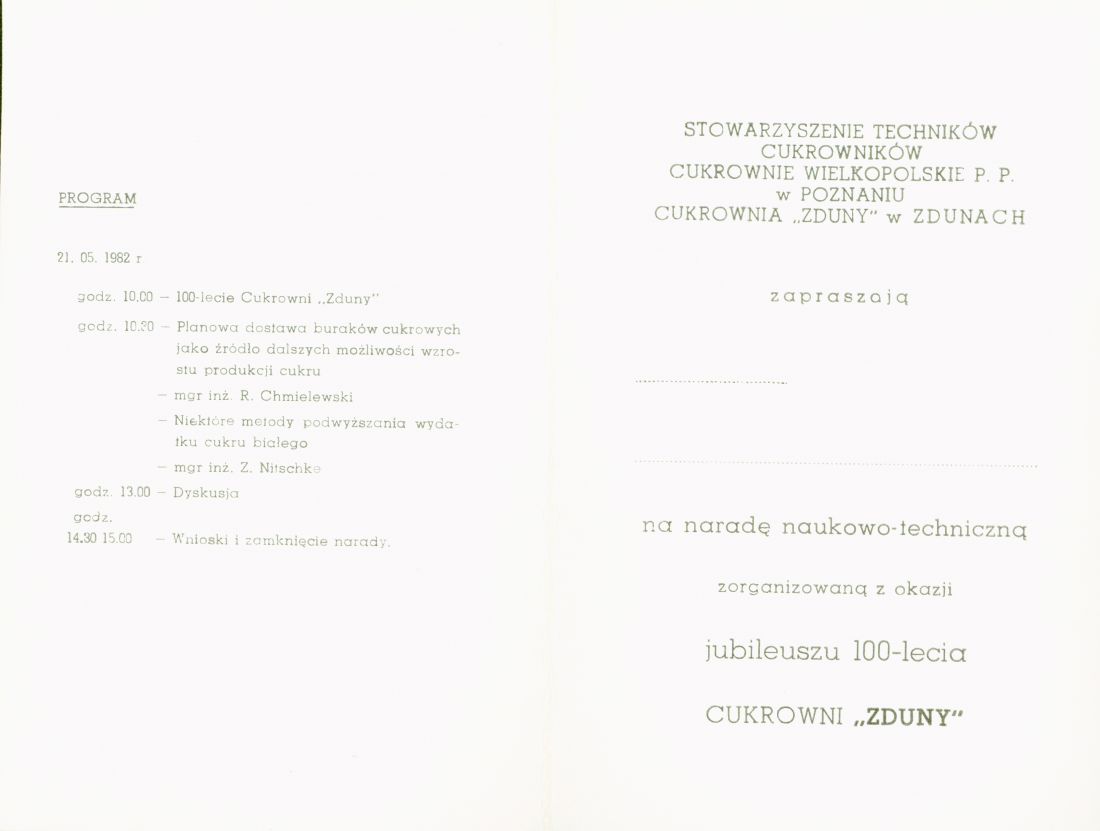 PROGRAM
21. 05. 1982 r
godz. 10.00 — 100-lecie Cukrowni „Zduny"
godz. 10.30 — Planowa dostawa buraków cukrowych
jako źródło dalszych możliwości wzro-
stu produkcji cukru
— mgr inż. R. Chmielewski
— Niektóre metody podwyższania wyda-
tku cukru białego
— mgr inż. Z. Nitschke
godz. 13.00 — Dyskusja
godz.
14.30 15.00 — Wnioski i zamknięcie narady.
STOWARZYSZENIE TECHNIKÓW
CUKROWNIKÓW
CUKROWNIE WIELKOPOLSKIE P. P.
w POZNANIU
CUKROWNIA „ZDUNY" w ZDUNACH
zapraszają
na naradę naukowo-techniczną
zorganizowaną z okazji
jubileuszu 100-lecia
CUKROWNI „ZDUNY"